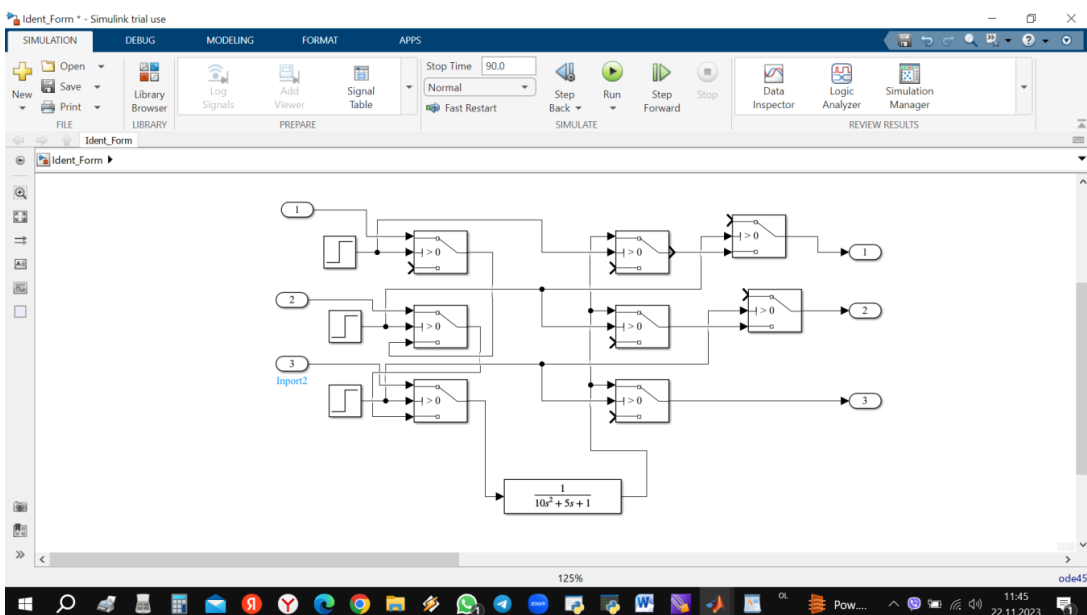 Ident_Form * - Simulink trial use
SIMULATION DEBUG MODELING FORMAT APPS
New
Open
Save
Print
FILE
Library Browser
LIBRARY
Log Signals
Add Viewer
Signal Table
PREPARE
Stop Time 90.0
Normal
Fast Restart
Step Back
Run
Step Forward
Stop
SIMULATE
Data Inspector
Logic Analyzer
Simulation Manager
REVIEW RESULTS
Ident_Form
Ident_Form
1
> 0
> 0
> 0
1
2
> 0
> 0
> 0
2
3
Inport2
> 0
> 0
3
1
10s² + 5s + 1
125%
ode45
OL
Pow....
11:45
22.11.2023